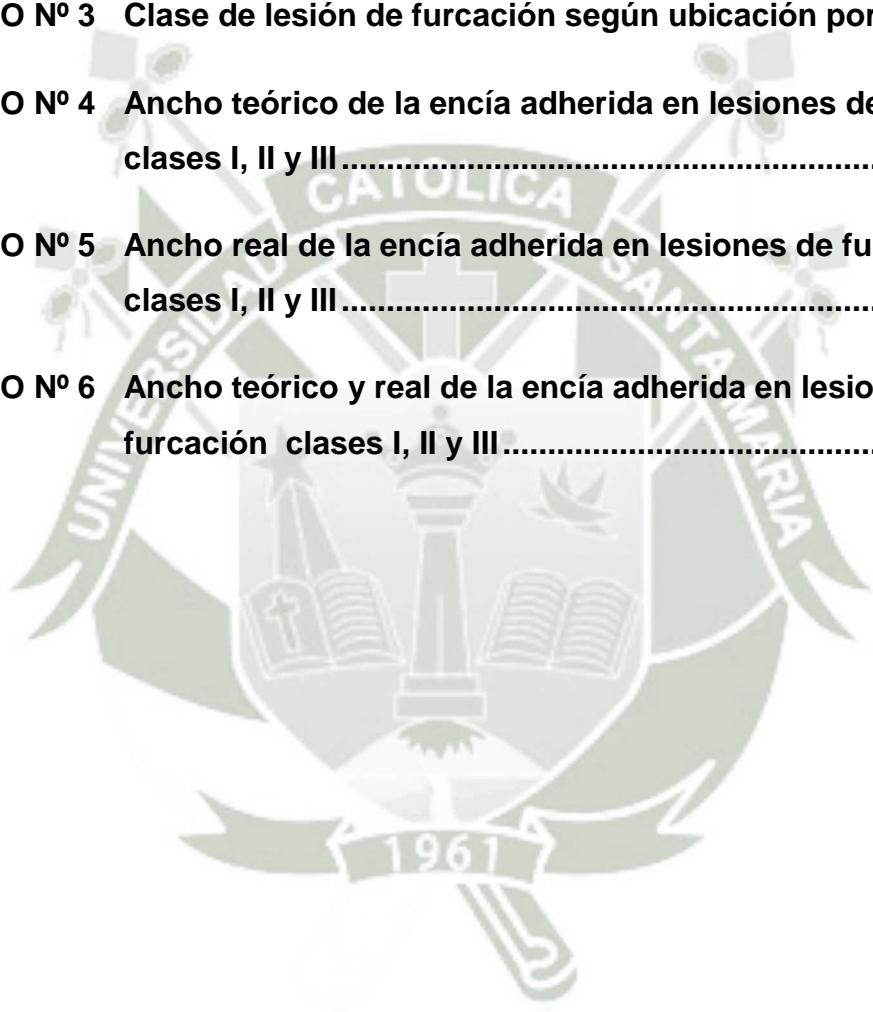 O Nº 3 Clase de lesión de furcación según ubicación por
O Nº 4 Ancho teórico de la encía adherida en lesiones de
clases I, II y III
O Nº 5 Ancho real de la encía adherida en lesiones de fu
clases I, II y III
O Nº 6 Ancho teórico y real de la encía adherida en lesio
furcación clases I, II y III
UNIVERSIDAD CATOLICA SANTA MARIA
1961